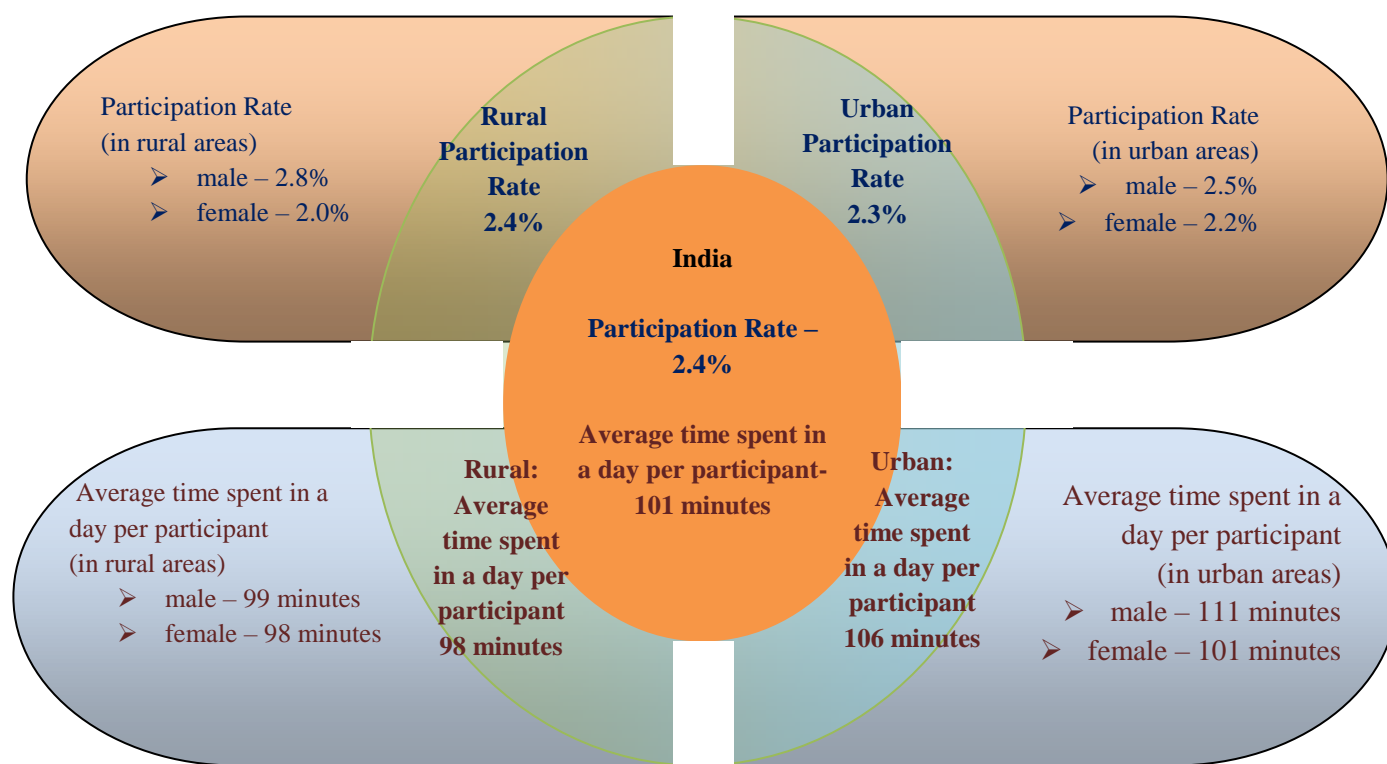 Participation Rate
(in rural areas)
➢ male – 2.8%
➢ female – 2.0%
Rural
Participation
Rate
2.4%
Urban
Participation
Rate
2.3%
Participation Rate
(in urban areas)
➢ male – 2.5%
➢ female – 2.2%
India
Participation Rate –
2.4%
Average time spent in
a day per participant-
101 minutes
Average time spent in a
day per participant
(in rural areas)
➢ male – 99 minutes
➢ female – 98 minutes
Rural:
Average
time spent
in a day per
participant
98 minutes
Urban:
Average
time spent
in a day per
participant
106 minutes
Average time spent in a
day per participant
(in urban areas)
➢ male – 111 minutes
➢ female – 101 minutes